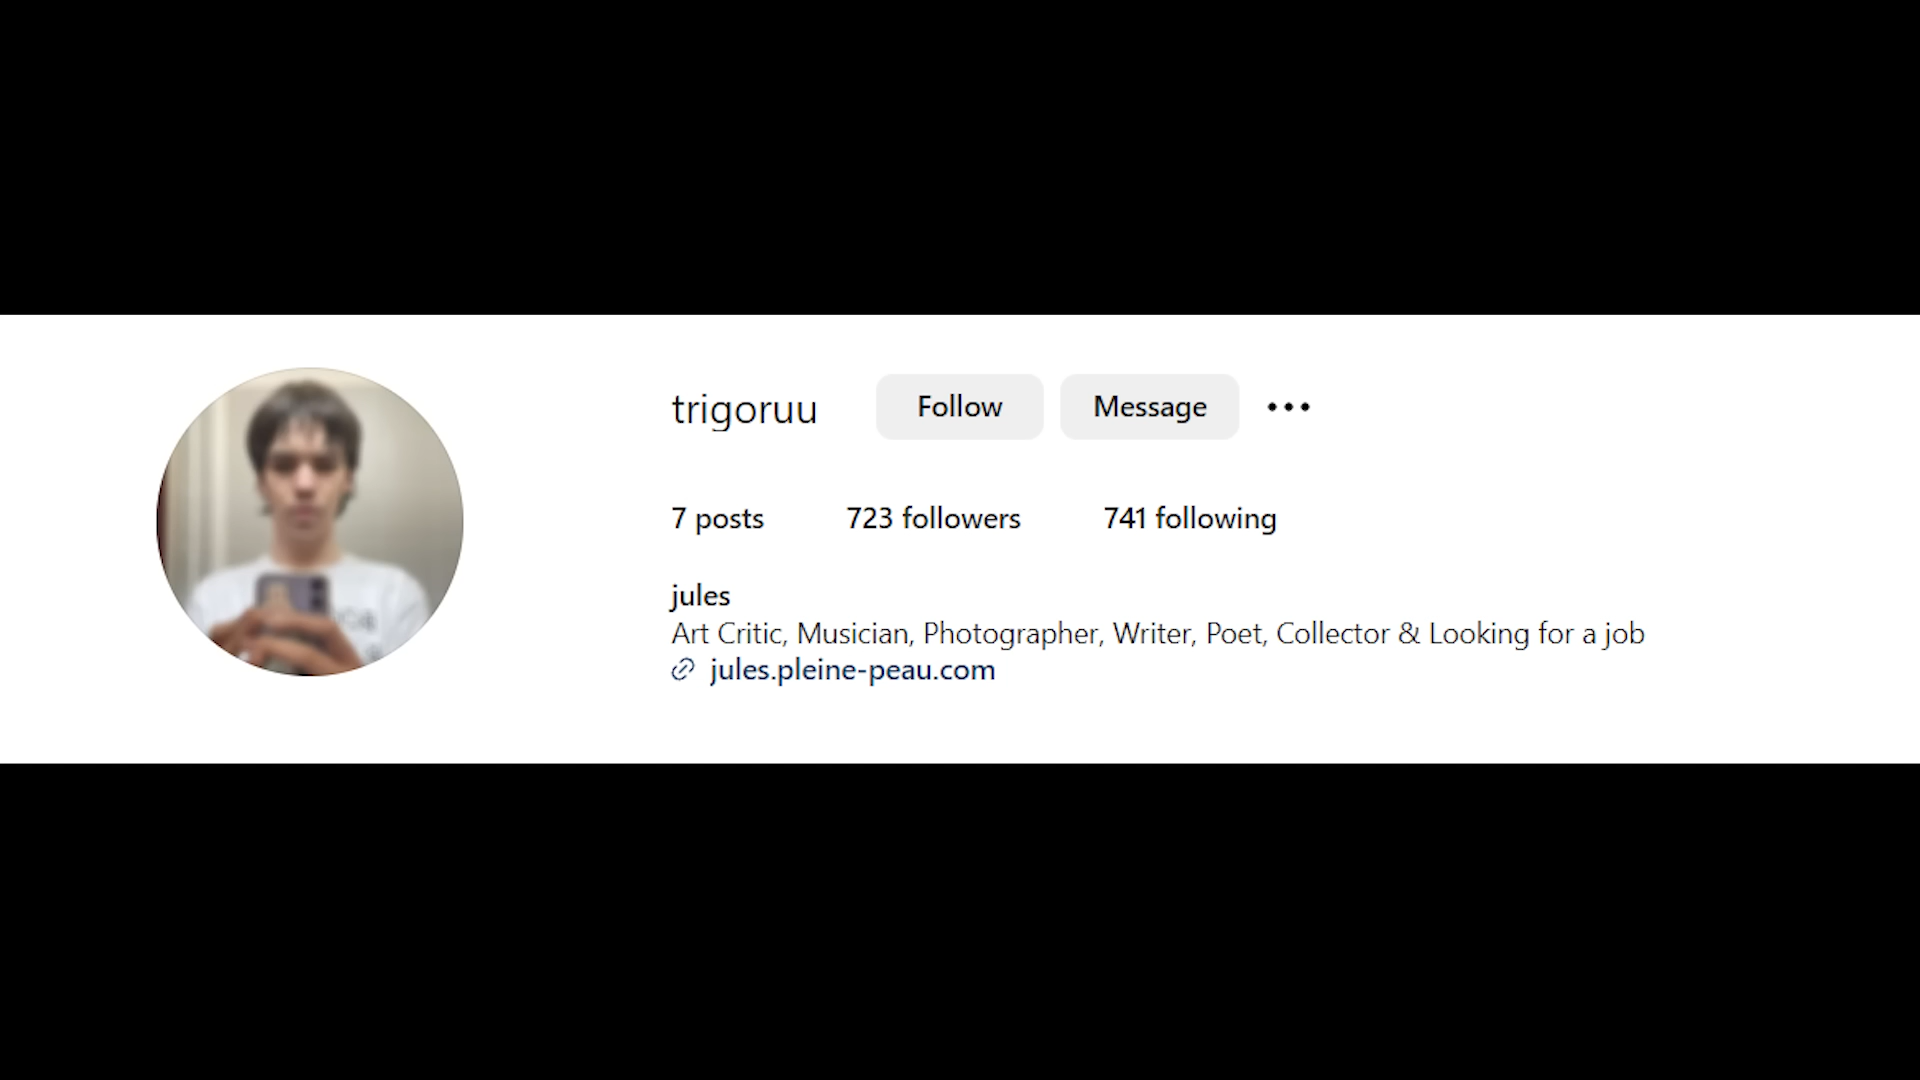 trigoruu Follow Message
7 posts 723 followers 741 following
jules
Art Critic, Musician, Photographer, Writer, Poet, Collector & Looking for a job
jules.pleine-peau.com